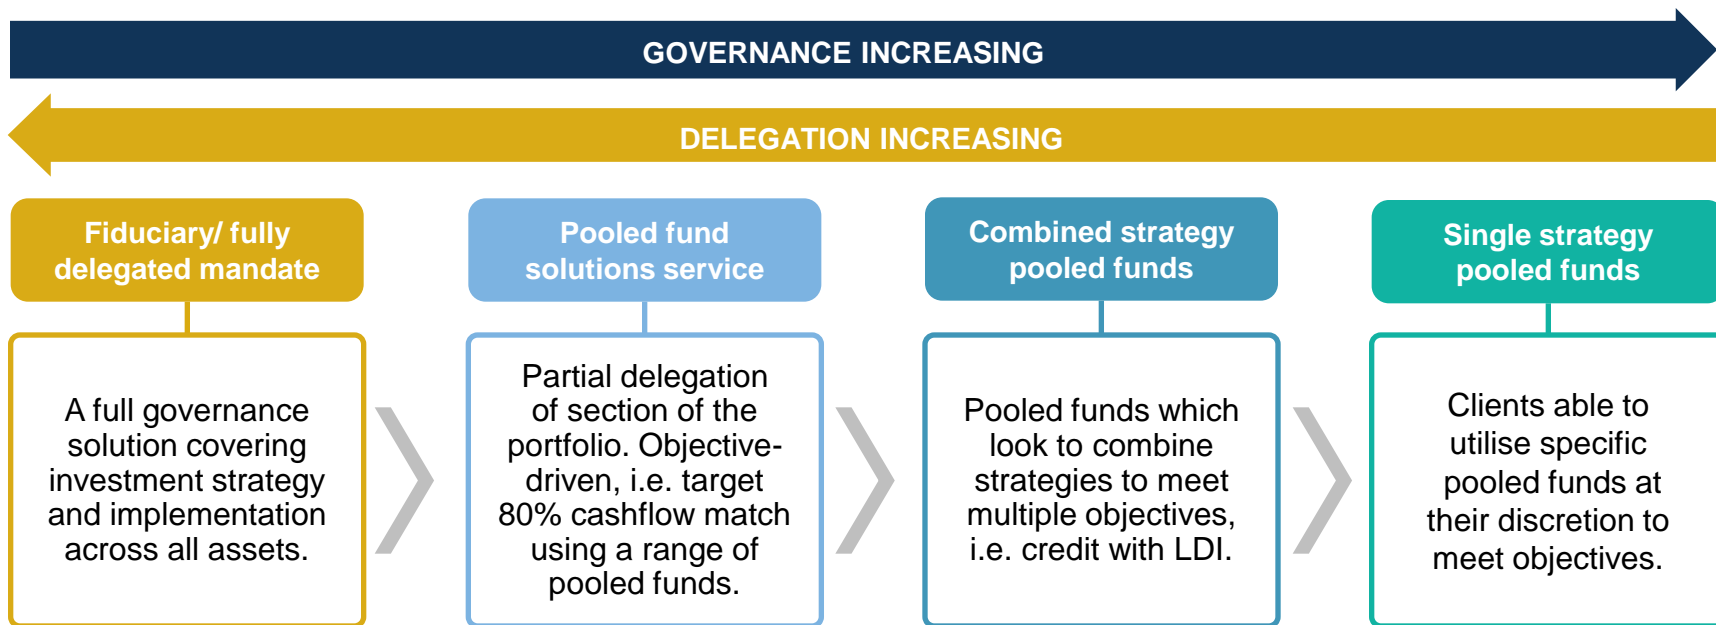 GOVERNANCE INCREASING
DELEGATION INCREASING
Fiduciary/ fully
delegated mandate
A full governance
solution covering
investment strategy
and implementation
across all assets.
Pooled fund
solutions service
Partial delegation
of section of the
portfolio. Objective-
driven, i.e. target
80% cashflow match
using a range of
pooled funds.
Combined strategy
pooled funds
Pooled funds which
look to combine
strategies to meet
multiple objectives,
i.e. credit with LDI.
Single strategy
pooled funds
Clients able to
utilise specific
pooled funds at
their discretion to
meet objectives.